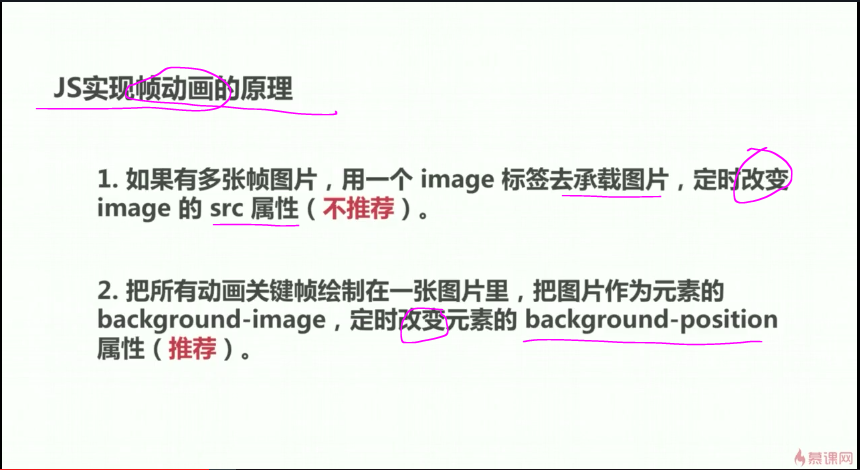 JS实现帧动画的原理
1. 如果有多张帧图片，用一个 image 标签去承载图片，定时改变
image 的 src 属性（不推荐）。
2. 把所有动画关键帧绘制在一张图片里，把图片作为元素的
background-image，定时改变元素的 background-position
属性（推荐）。
慕课网